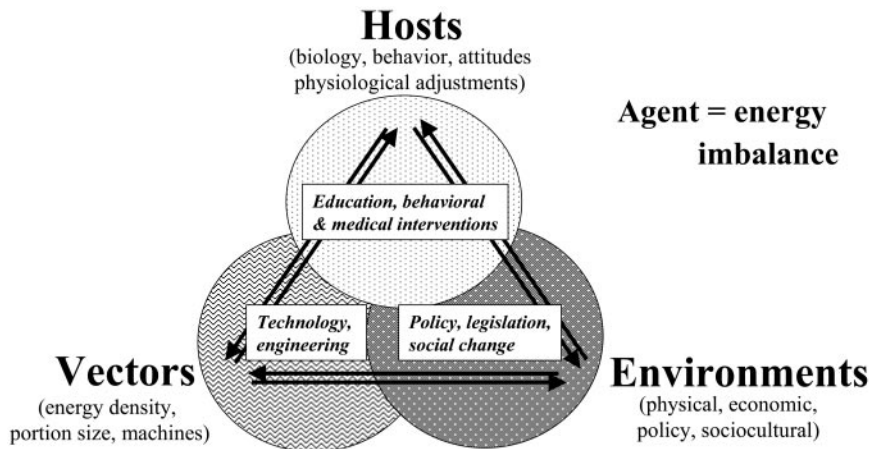 Hosts
(biology, behavior, attitudes
physiological adjustments)
Agent = energy
imbalance
Education, behavioral
& medical interventions
Technology,
engineering
Policy, legislation,
social change
Vectors
(energy density,
portion size, machines)
Environments
(physical, economic,
policy, sociocultural)